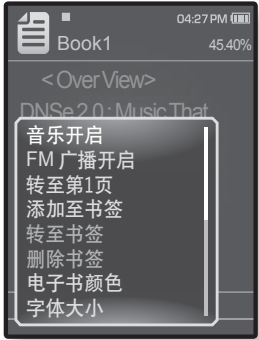 04:27PM
Book1
45.40%
<Over View>
DNSe 2.0 : Music That
音乐开启
FM 广播开启
转至第1页
添加至书签
转至书签
删除书签
电子书颜色
字体大小